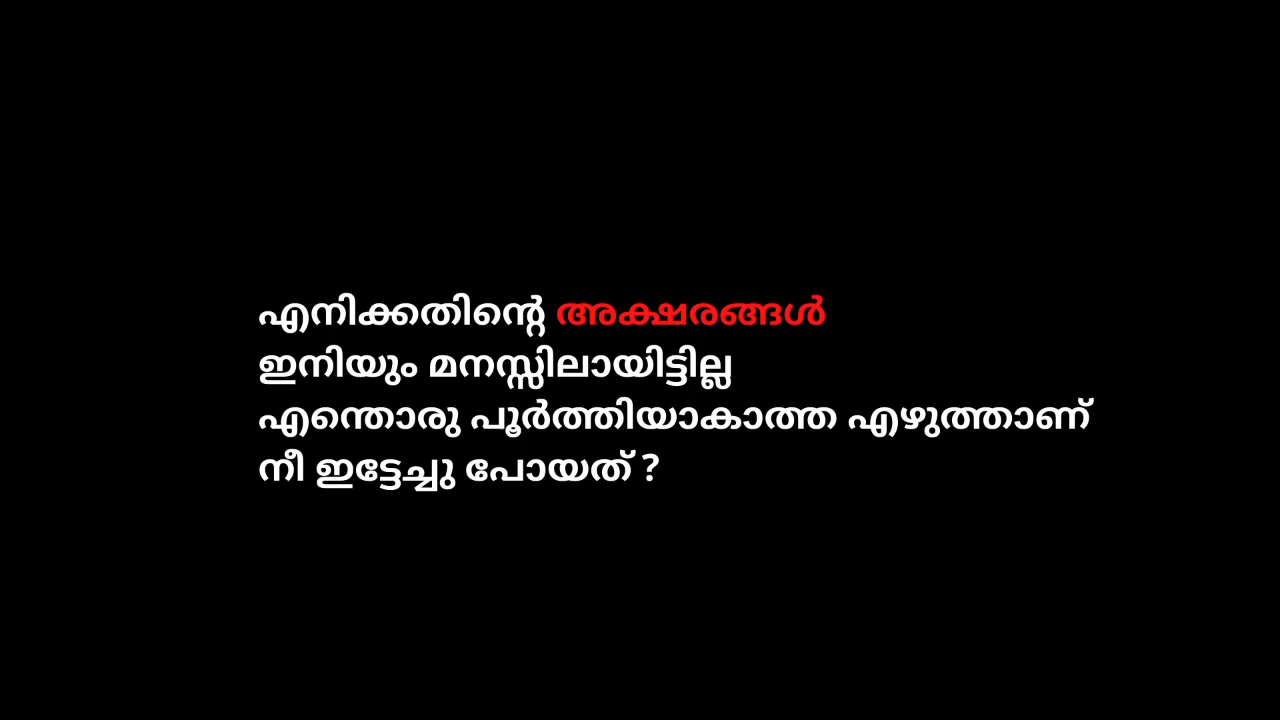 എനിക്കതിന്റെ അക്ഷരങ്ങൾ
ഇനിയും മനസ്സിലായിട്ടില്ല
എന്തൊരു പൂർത്തിയാകാത്ത എഴുത്താണ്
നീ ഇട്ടേച്ചു പോയത് ?